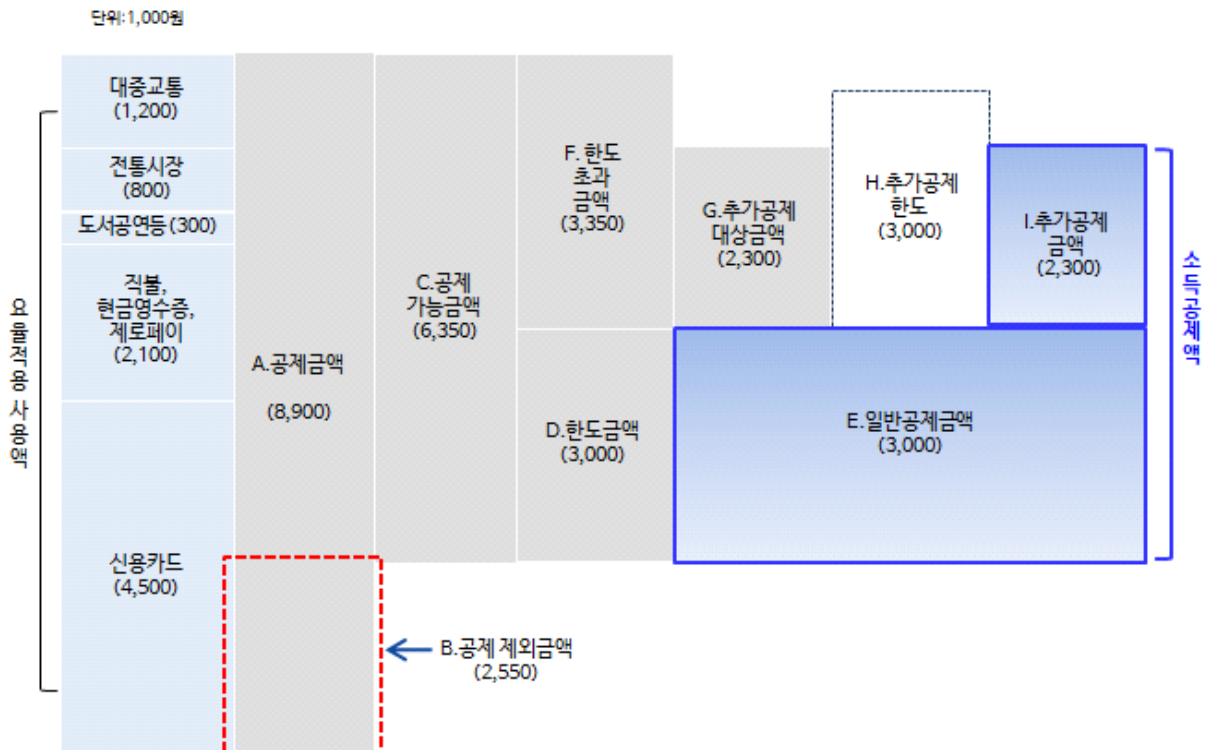 단위:1,000원
요율적용 사용액
대중교통
(1,200)
전통시장
(800)
도서공연등(300)
직불,
현금영수증,
제로페이
(2,100)
신용카드
(4,500)
A.공제금액
(8,900)
B.공제 제외금액
(2,550)
C.공제
가능금액
(6,350)
F. 한도
초과
금액
(3,350)
D.한도금액
(3,000)
G.추가공제
대상금액
(2,300)
H.추가공제
한도
(3,000)
I.추가공제
금액
(2,300)
E.일반공제금액
(3,000)
소득공제액